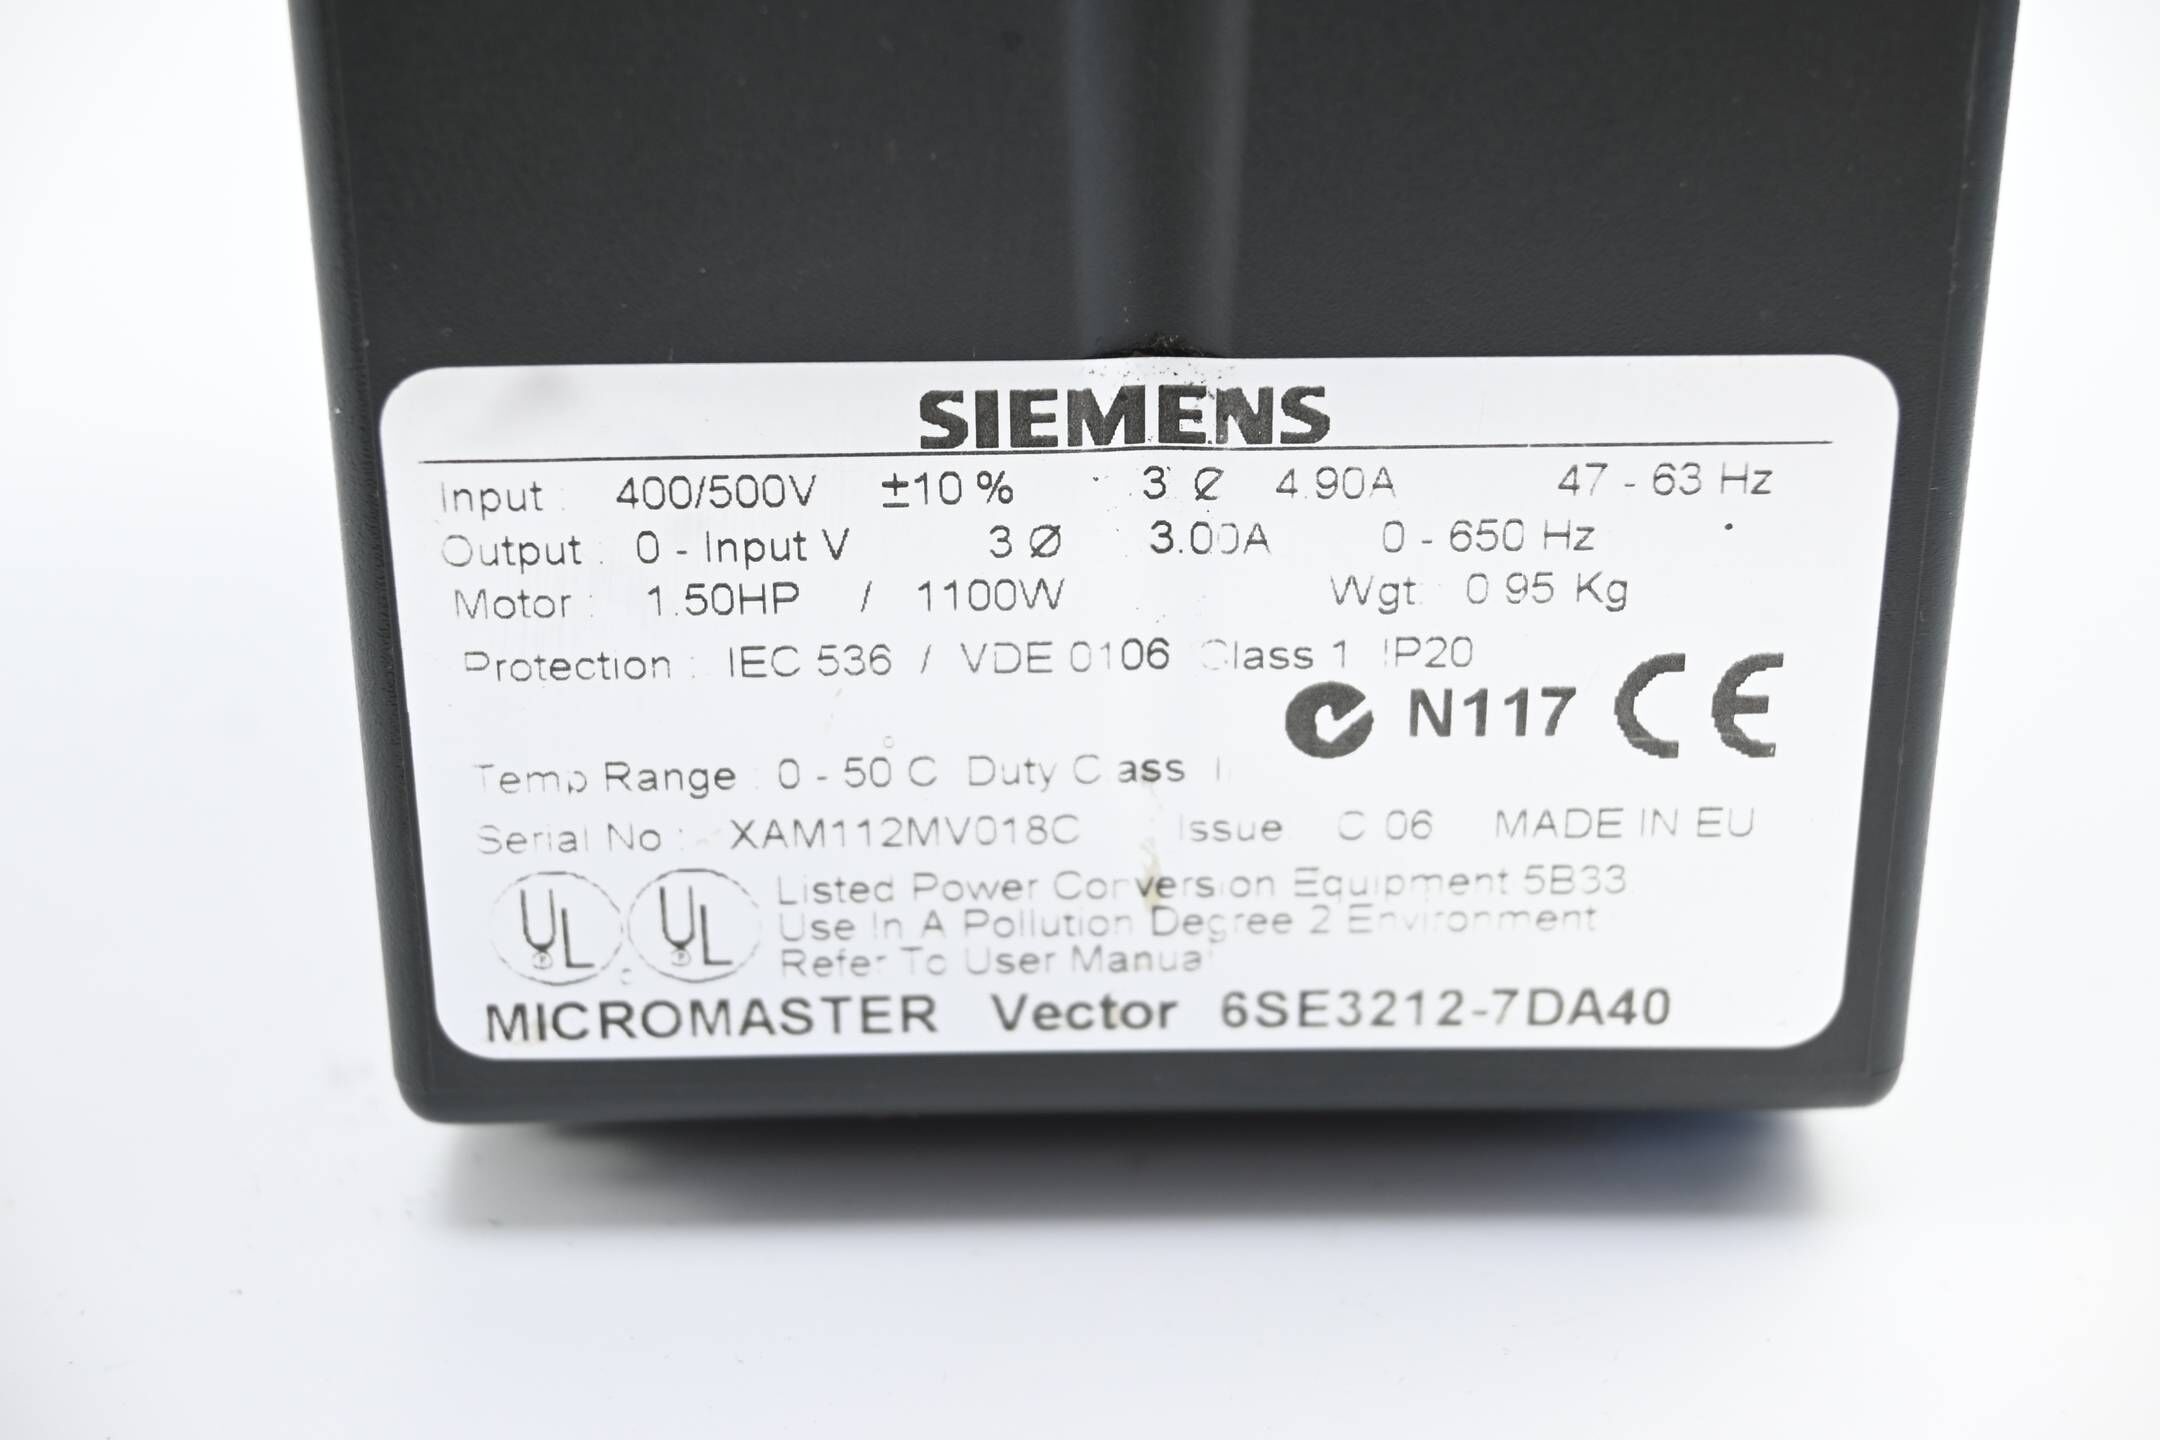 SIEMENS
Input : 400/500V ±10 % 3 Ø 4.90A 47 - 63 Hz
Output : 0 - Input V 3 Ø 3.00A 0 - 650 Hz
Motor : 1.50HP / 1100W Wgt: 0.95 Kg
Protection : IEC 536 / VDE 0106 Class 1 IP20
N117 CE
Temp Range : 0 - 50°C Duty Class
Serial No : XAM112MV018C Issue C 06 MADE IN EU
UL UL Listed Power Conversion Equipment 5B33
Use In A Pollution Degree 2 Environment
Refer To User Manual
MICROMASTER Vector 6SE3212-7DA40